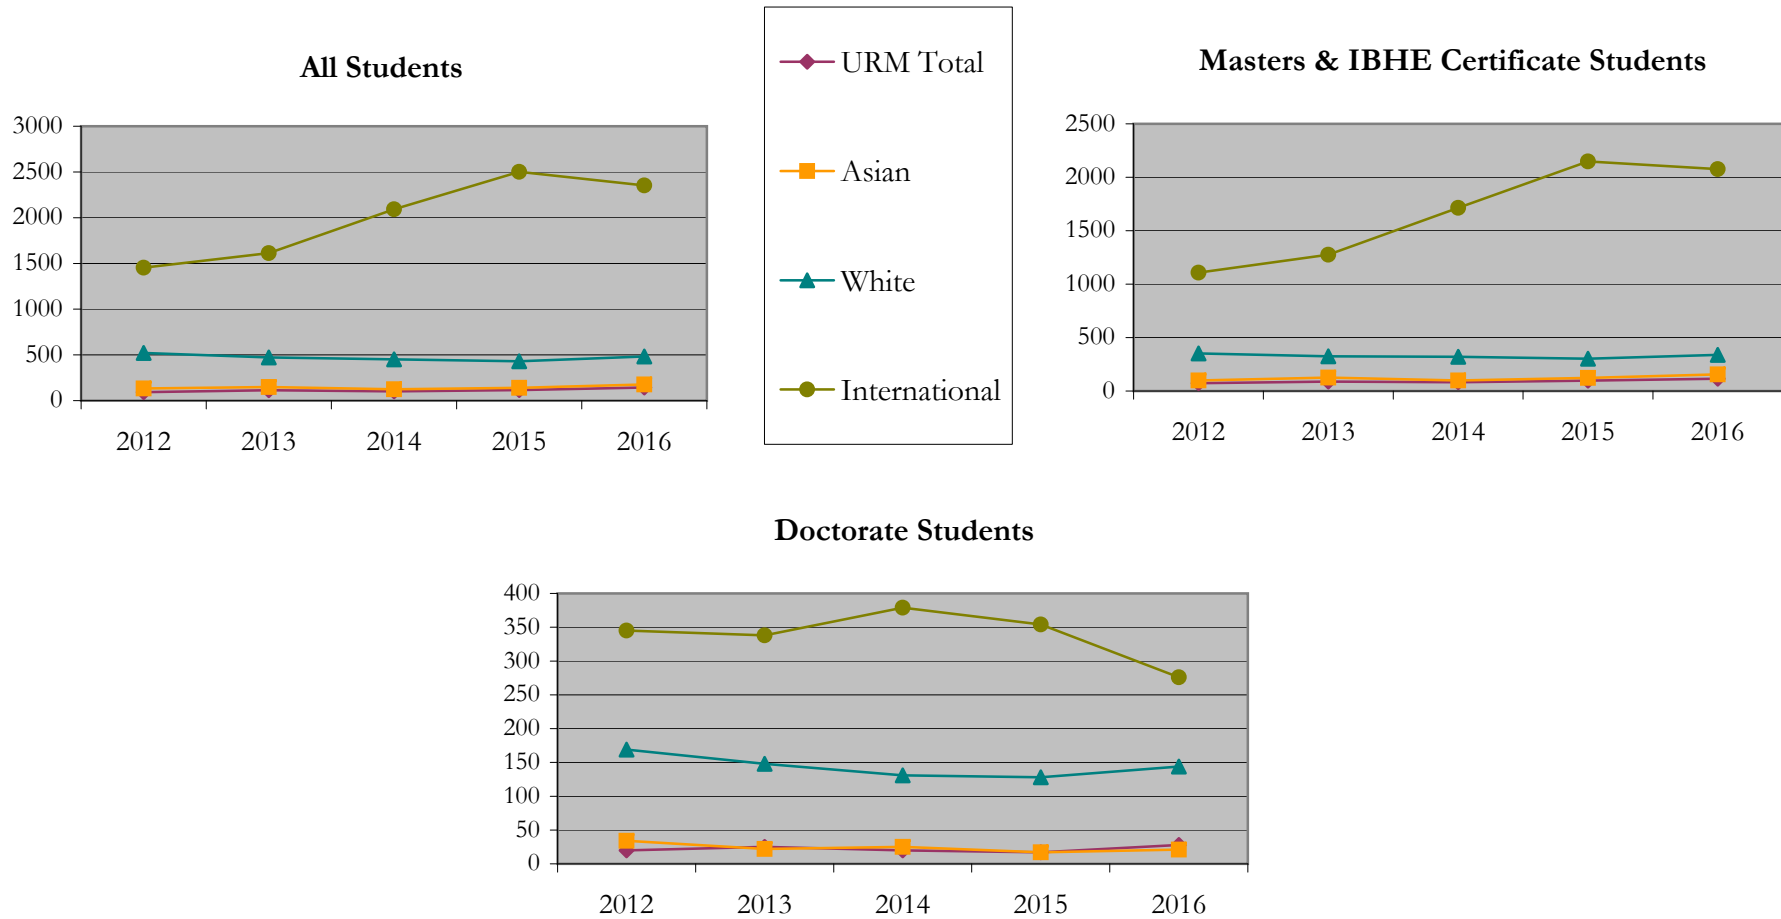 All Students
3000
2500
2000
1500
1000
500
0
2012 2013 2014 2015 2016
URM Total
Asian
White
International
Masters & IBHE Certificate Students
2500
2000
1500
1000
500
0
2012 2013 2014 2015 2016
Doctorate Students
400
350
300
250
200
150
100
50
0
2012 2013 2014 2015 2016